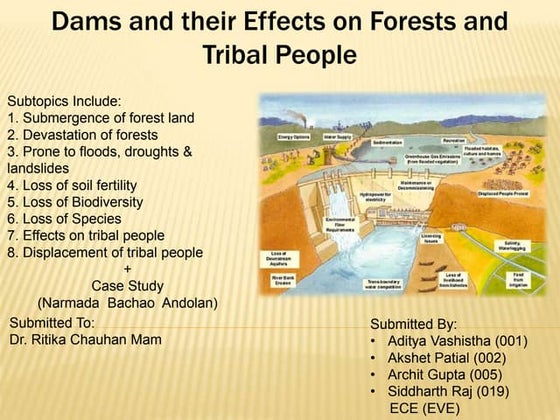 Dams and their Effects on Forests and
Tribal People
Subtopics Include:
1. Submergence of forest land
2. Devastation of forests
3. Prone to floods, droughts &
landslides
4. Loss of soil fertility
5. Loss of Biodiversity
6. Loss of Species
7. Effects on tribal people
8. Displacement of tribal people
+
Case Study
(Narmada Bachao Andolan)
Energy Options
Water Supply
Sedimentation
Recreation
Flooded habitats,
culture and homes
Greenhouse Gas Emissions
(from flooded vegetation)
Displaced People Protest
Maintenance or
Decommissioning
Hydropower for
electricity
Environmental
Flow
Requirements
Licensing
Issues
Salinity,
Waterlogging
Loss of
Downstream
Aquifers
River Bank
Erosion
Trans-boundary
water competition
Loss of
livelihood
from fisheries
Food
from
irrigation
Submitted To:
Dr. Ritika Chauhan Mam
Submitted By:
• Aditya Vashistha (001)
• Akshet Patial (002)
• Archit Gupta (005)
• Siddharth Raj (019)
ECE (EVE)